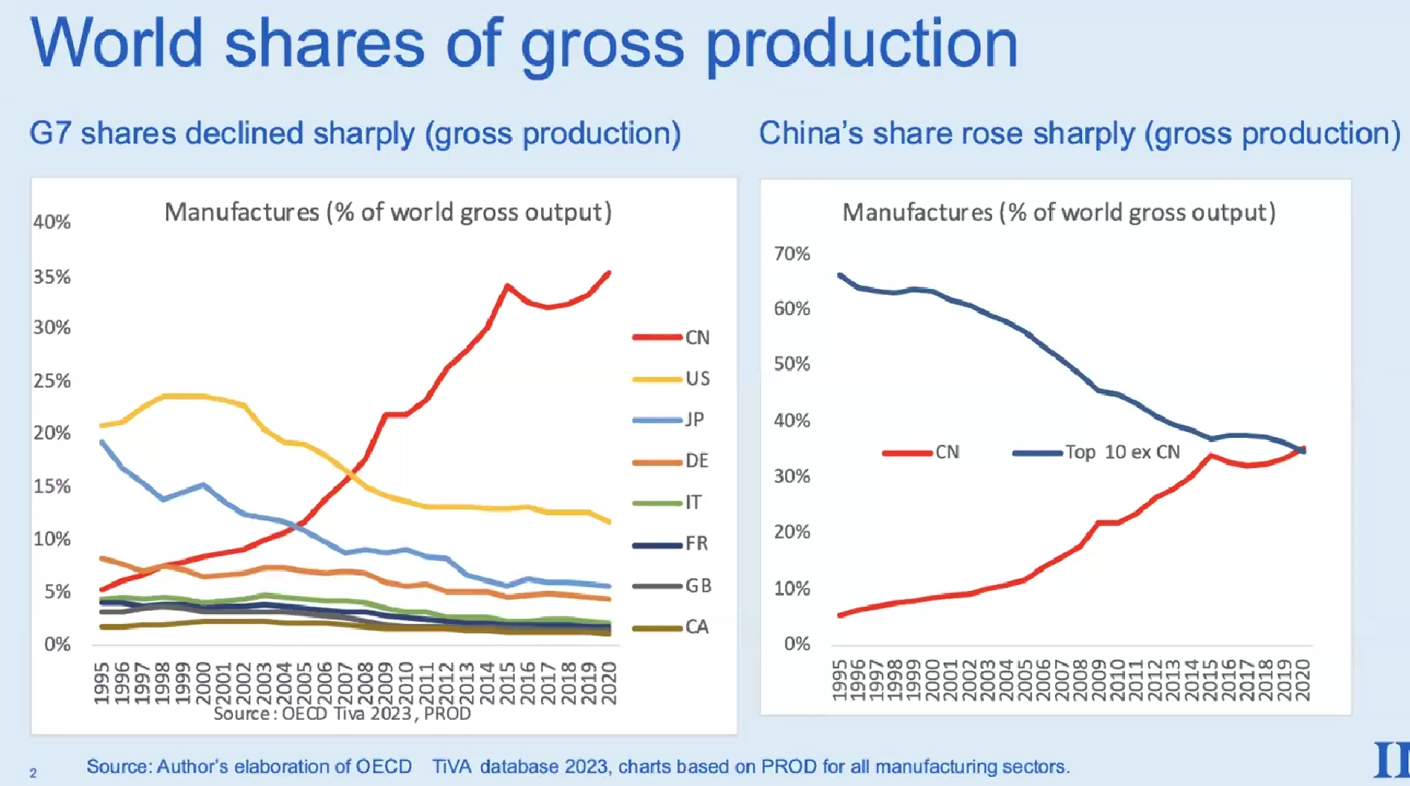 World shares of gross production
G7 shares declined sharply (gross production)
China's share rose sharply (gross production)
Manufactures (% of world gross output)
40%
35%
30%
25%
20%
15%
10%
5%
0%
CN
US
JP
DE
IT
FR
GB
CA
1995 1996 1997 1998 1999 2000 2001 2002 2003 2004 2005 2006 2007 2008 2009 2010 2011 2012 2013 2014 2015 2016 2017 2018 2019 2020
Source: OECD Tiva 2023, PROD
Manufactures (% of world gross output)
70%
60%
50%
40%
30%
20%
10%
0%
CN Top 10 ex CN
1995 1996 1997 1998 1999 2000 2001 2002 2003 2004 2005 2006 2007 2008 2009 2010 2011 2012 2013 2014 2015 2016 2017 2018 2019 2020
2 Source: Author's elaboration of OECD TiVA database 2023, charts based on PROD for all manufacturing sectors.